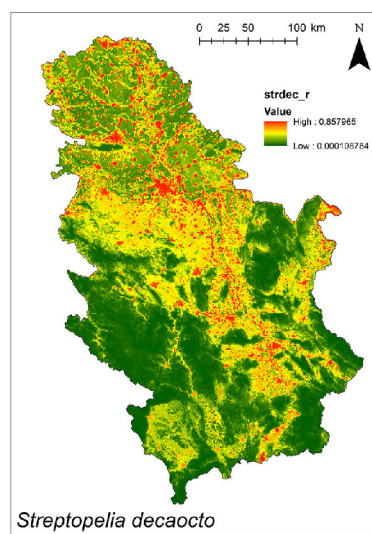 0 25 50 100 km
N
strdec_r
Value
High : 0.857965
Low : 0.000108784
Streptopelia decaocto